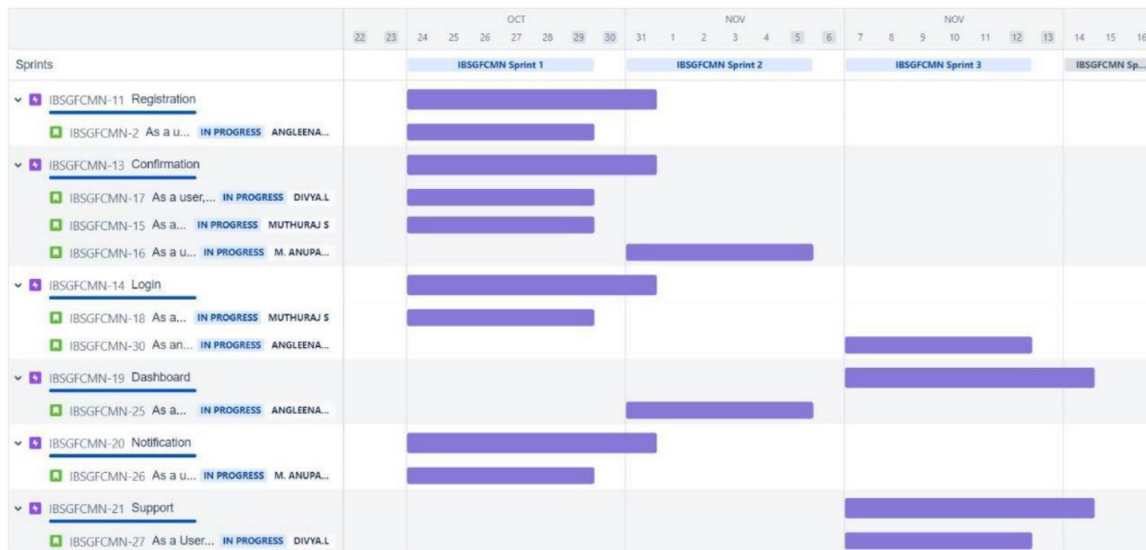 OCT NOV NOV
22 23 24 25 26 27 28 29 30 31 1 2 3 4 5 6 7 8 9 10 11 12 13 14 15 16
Sprints IBSGFCMN Sprint 1 IBSGFCMN Sprint 2 IBSGFCMN Sprint 3 IBSGFCMN Sp...
IBSGFCMN-11 Registration
IBSGFCMN-2 As a u... IN PROGRESS ANGLEENA...
IBSGFCMN-13 Confirmation
IBSGFCMN-17 As a user,... IN PROGRESS DIVYA.L
IBSGFCMN-15 As a... IN PROGRESS MUTHURAJ S
IBSGFCMN-16 As a u... IN PROGRESS M. ANUPA...
IBSGFCMN-14 Login
IBSGFCMN-18 As a... IN PROGRESS MUTHURAJ S
IBSGFCMN-30 As an... IN PROGRESS ANGLEENA...
IBSGFCMN-19 Dashboard
IBSGFCMN-25 As a... IN PROGRESS ANGLEENA...
IBSGFCMN-20 Notification
IBSGFCMN-26 As a u... IN PROGRESS M. ANUPA...
IBSGFCMN-21 Support
IBSGFCMN-27 As a User... IN PROGRESS DIVYA.L